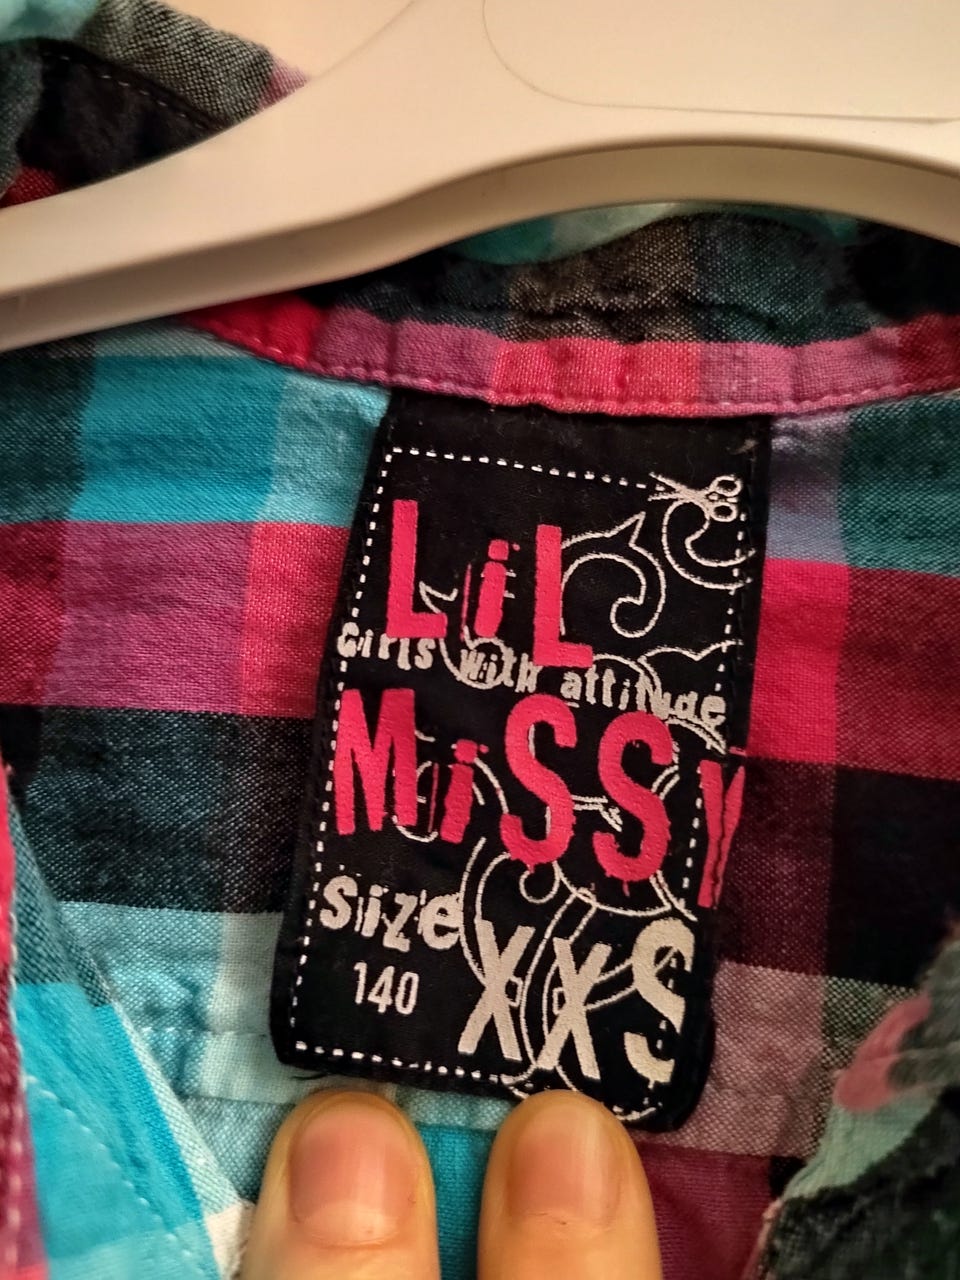 LiL
Girls with attitude
MiSSY
Size XXS
140